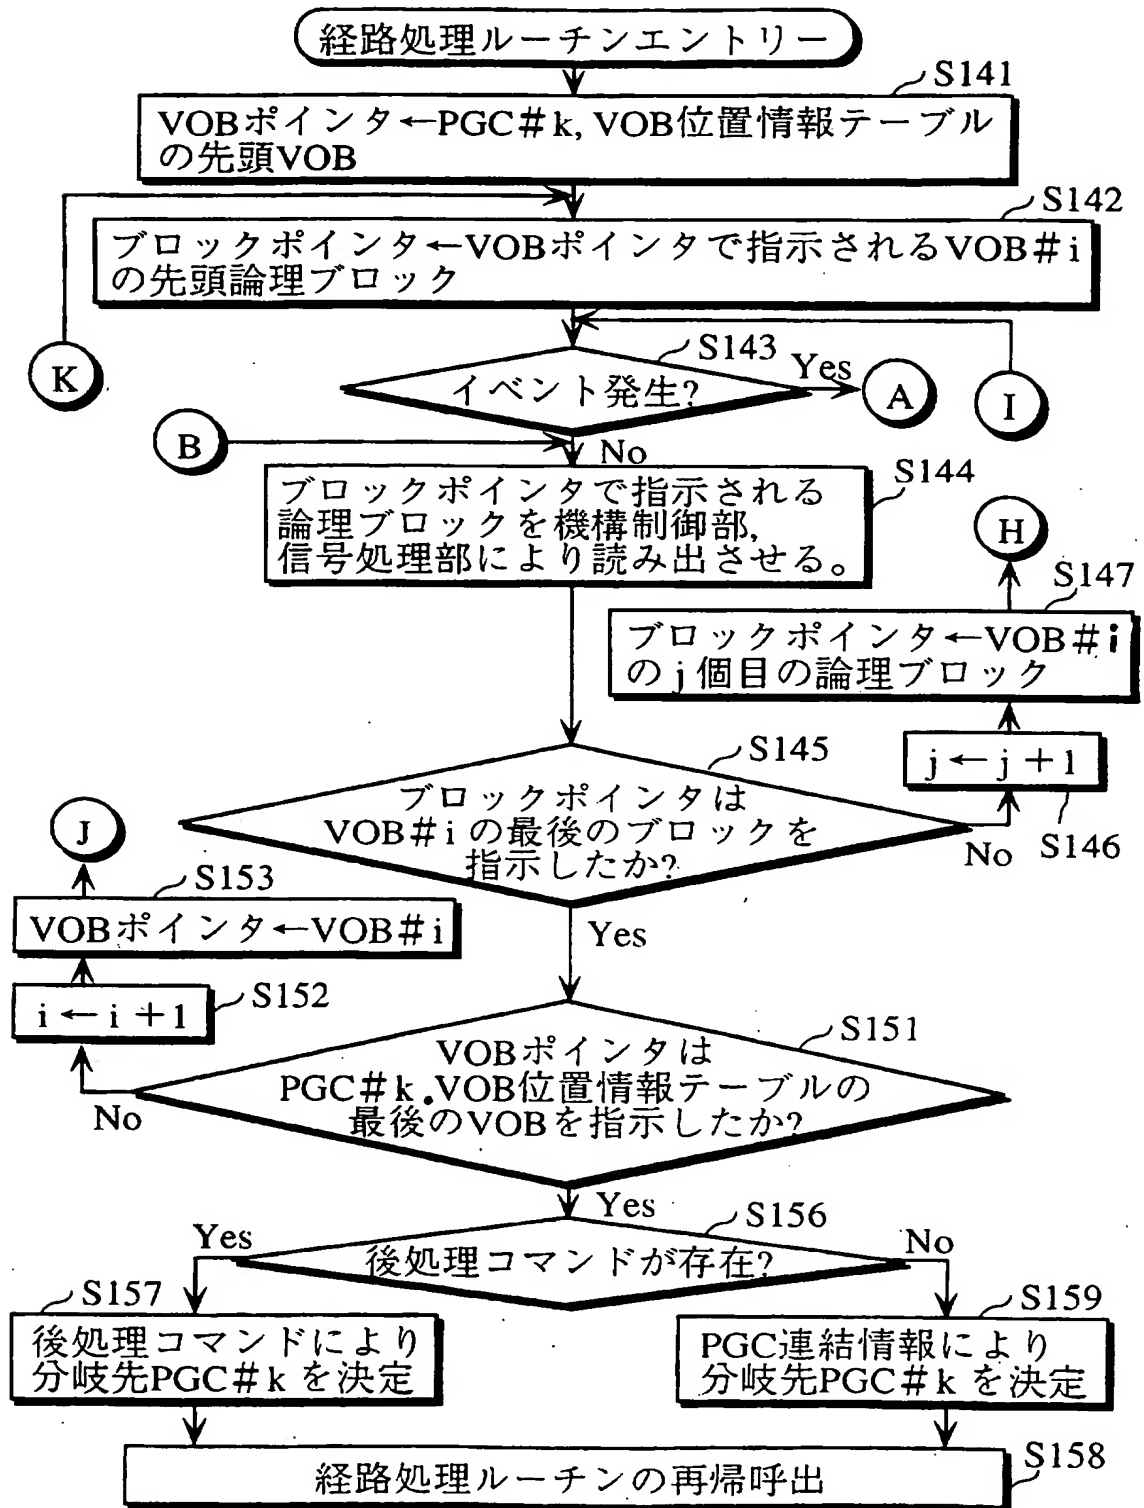 経路処理ルーチンエントリー
S141
VOBポインタ←PGC#k, VOB位置情報テーブル
の先頭VOB
S142
ブロックポインタ←VOBポインタで指示されるVOB#i
の先頭論理ブロック
K
S143
イベント発生?
Yes
A
I
B
No
S144
ブロックポインタで指示される
論理ブロックを機構制御部,
信号処理部により読み出させる。
H
S147
ブロックポインタ←VOB#i
のj個目の論理ブロック
S145
j←j+1
S146
ブロックポインタは
VOB#iの最後のブロックを
指示したか?
No
J
S153
VOBポインタ←VOB#i
Yes
i←i+1
S152
S151
VOBポインタは
PGC#k.VOB位置情報テーブルの
最後のVOBを指示したか?
No
Yes
S156
後処理コマンドが存在?
Yes
No
S157
後処理コマンドにより
分岐先PGC#kを決定
S159
PGC連結情報により
分岐先PGC#kを決定
S158
経路処理ルーチンの再帰呼出